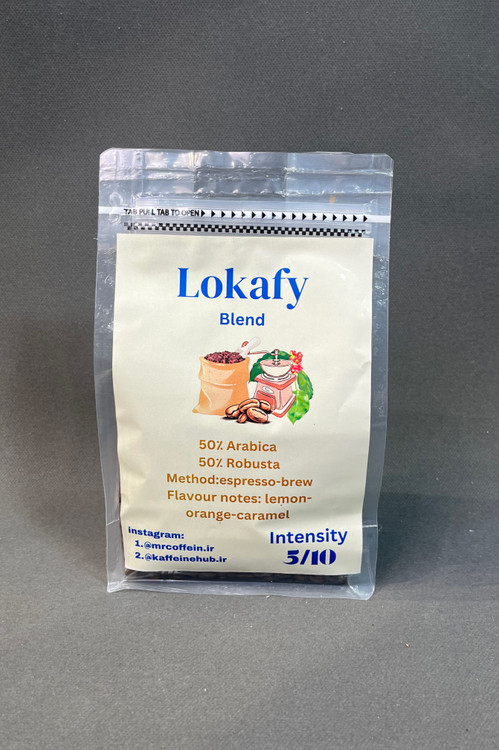 TAB PULL TAB TO OPEN
Lokafy
Blend
50% Arabica
50% Robusta
Method:espresso-brew
Flavour notes: lemon-
orange-caramel
instagram:
1.@mrcoffein.ir
2.@kaffeinehub.ir
Intensity
5/10